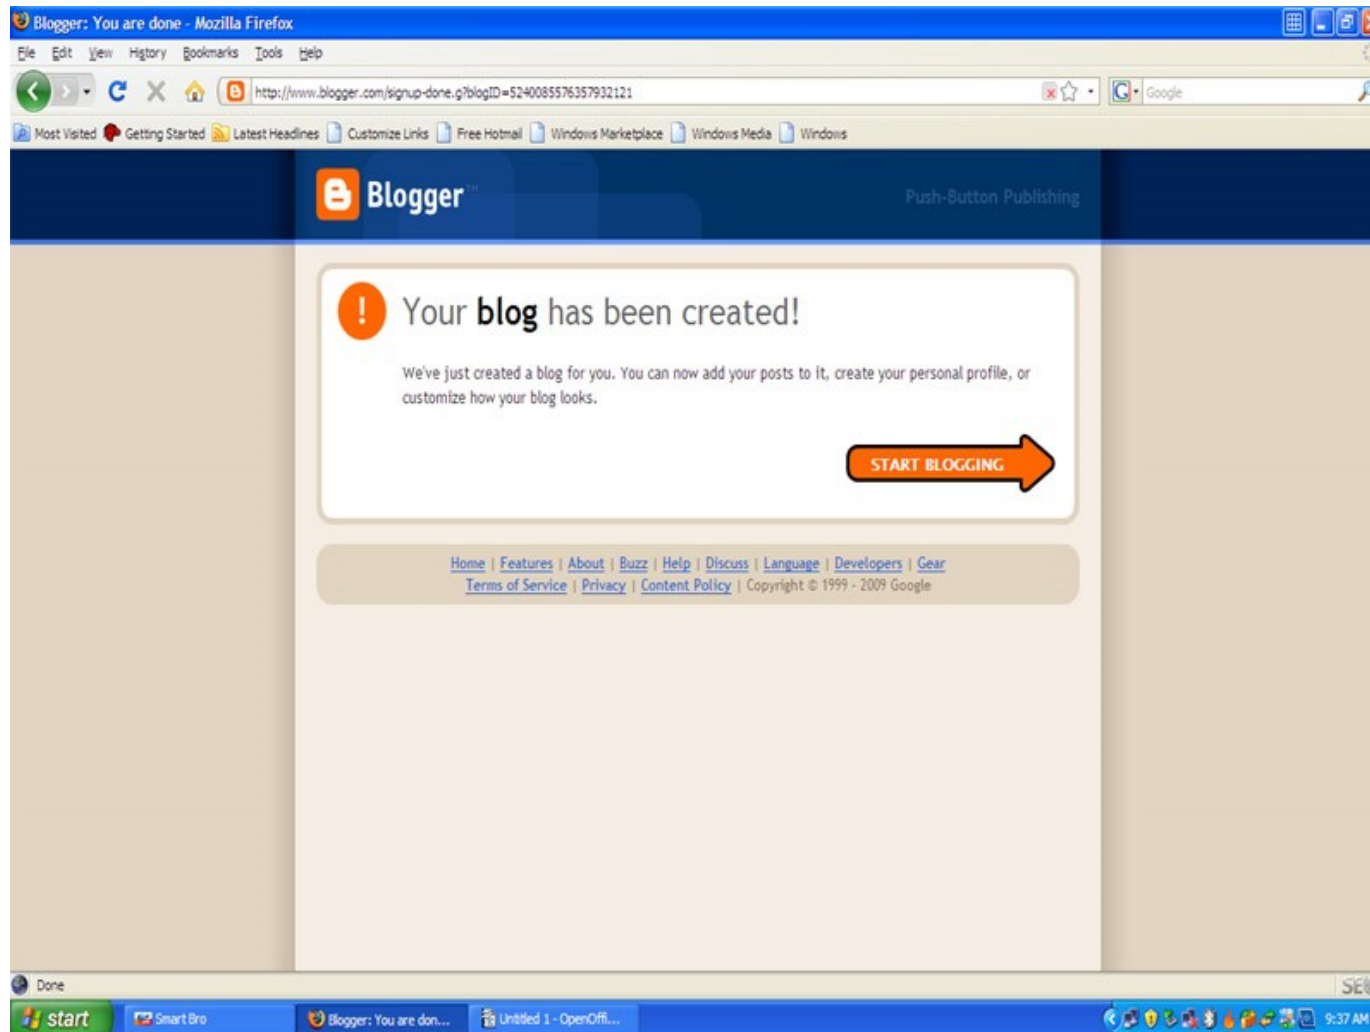 Blogger: You are done - Mozilla Firefox
File Edit View History Bookmarks Tools Help
http://www.blogger.com/signup-done.g?blogID=5240085576357932121
Google
Most Visited Getting Started Latest Headlines Customize Links Free Hotmail Windows Marketplace Windows Media Windows
Blogger™
Push-Button Publishing
! Your blog has been created!
We've just created a blog for you. You can now add your posts to it, create your personal profile, or
customize how your blog looks.
START BLOGGING
Home | Features | About | Buzz | Help | Discuss | Language | Developers | Gear
Terms of Service | Privacy | Content Policy | Copyright © 1999 - 2009 Google
Done
start Smart Bro Blogger: You are don... Untitled 1 - OpenOffi... 9:37 AM